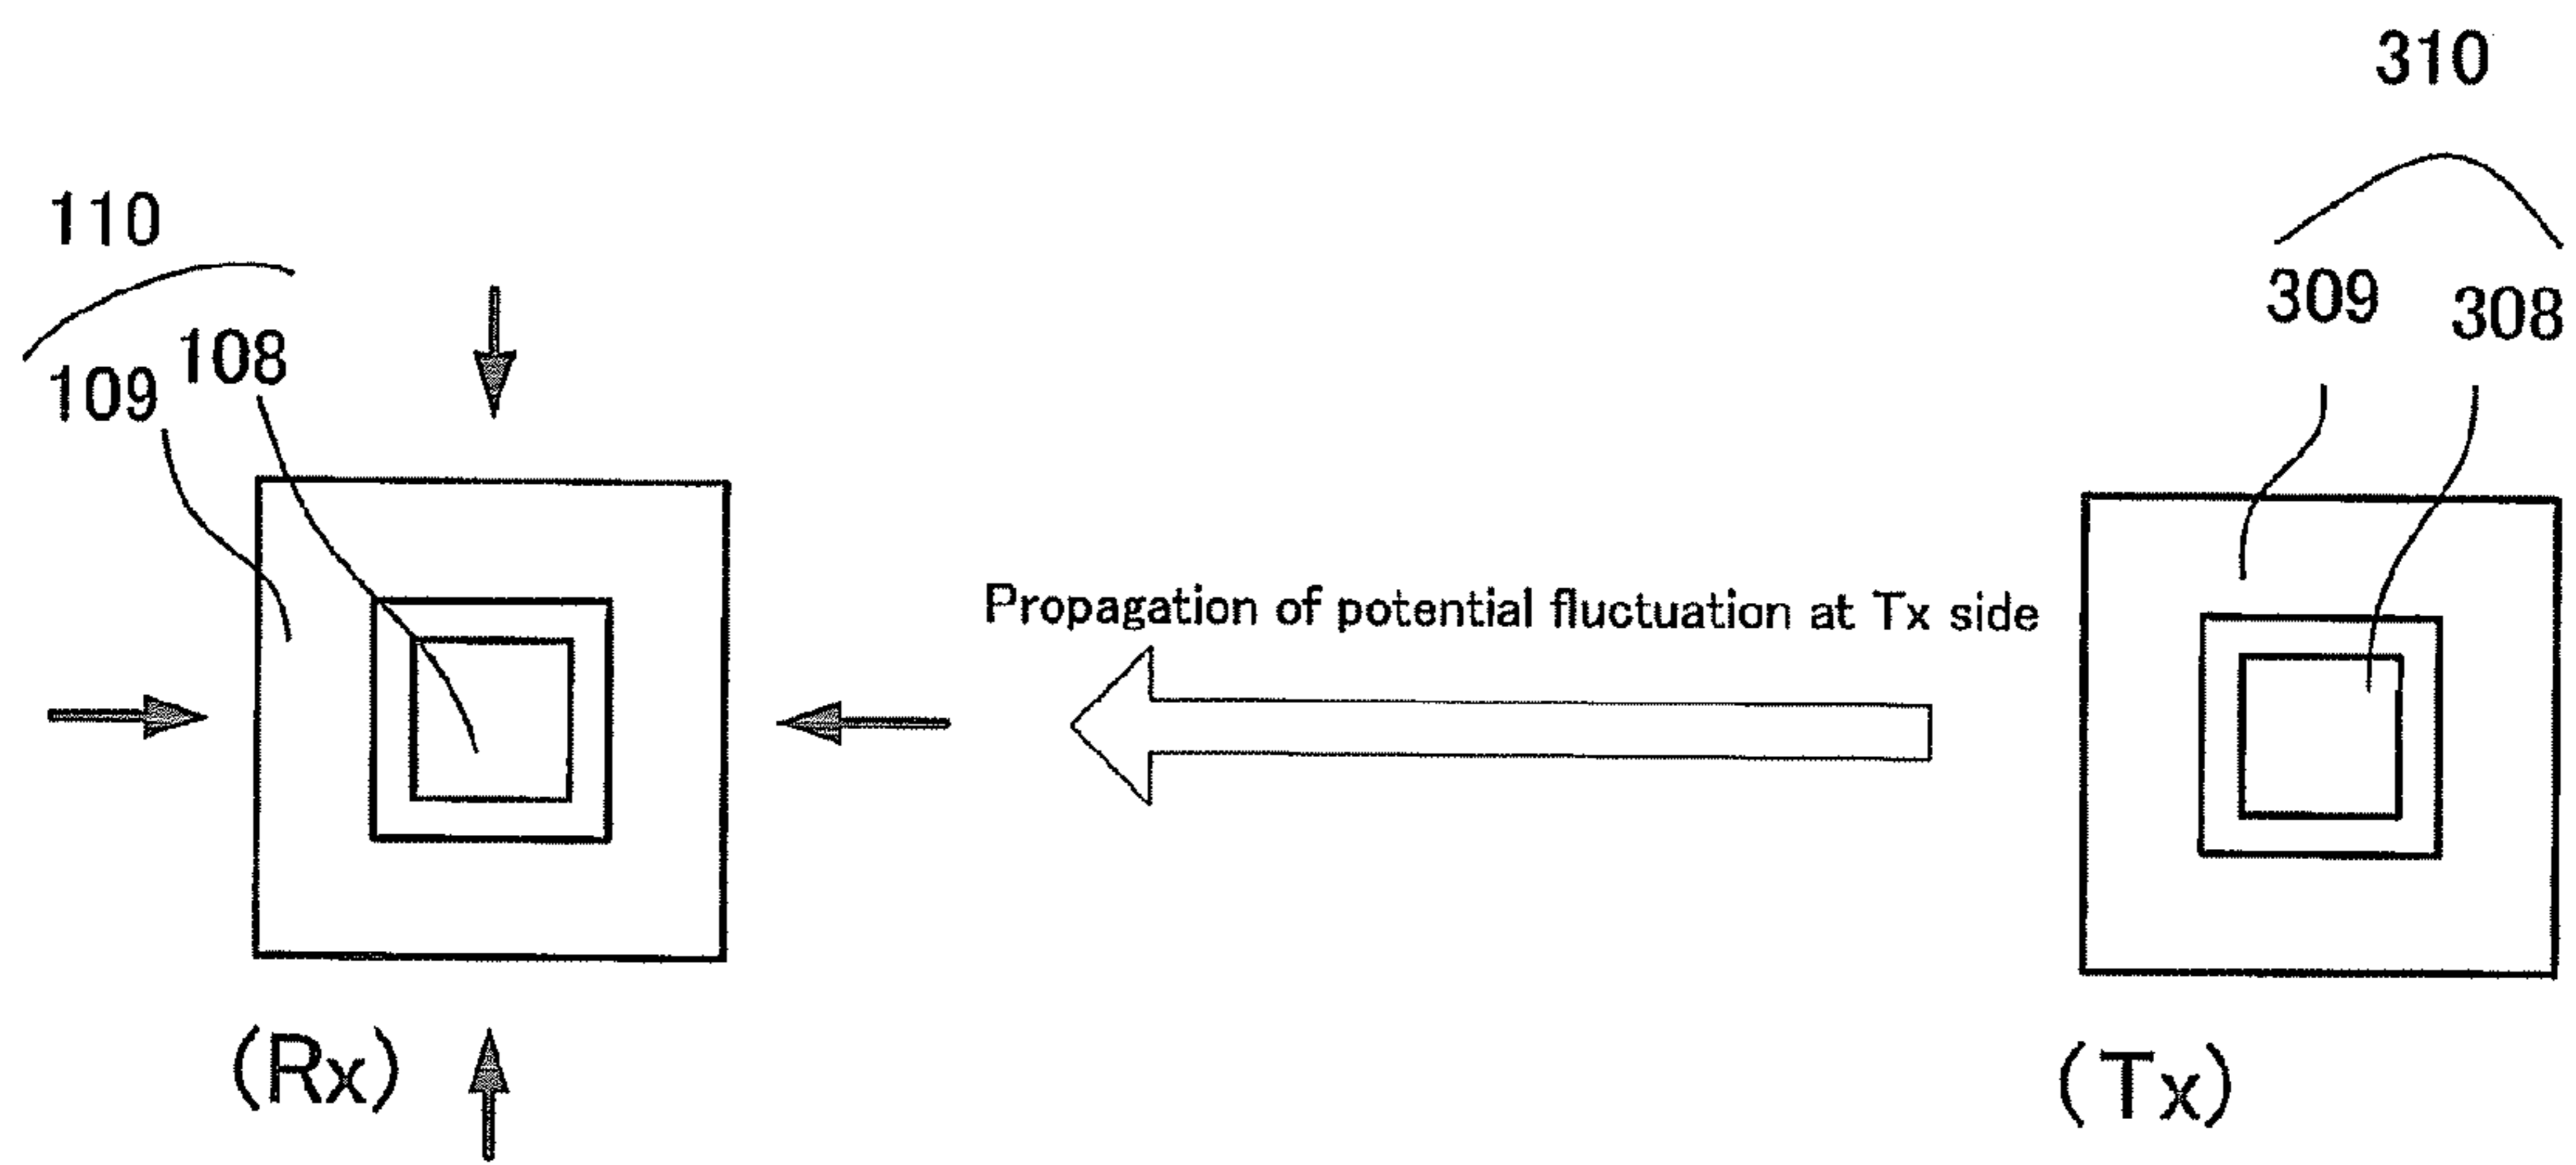 310
110
309
308
108
109
Propagation of potential fluctuation at Tx side
(Rx)
(Tx)